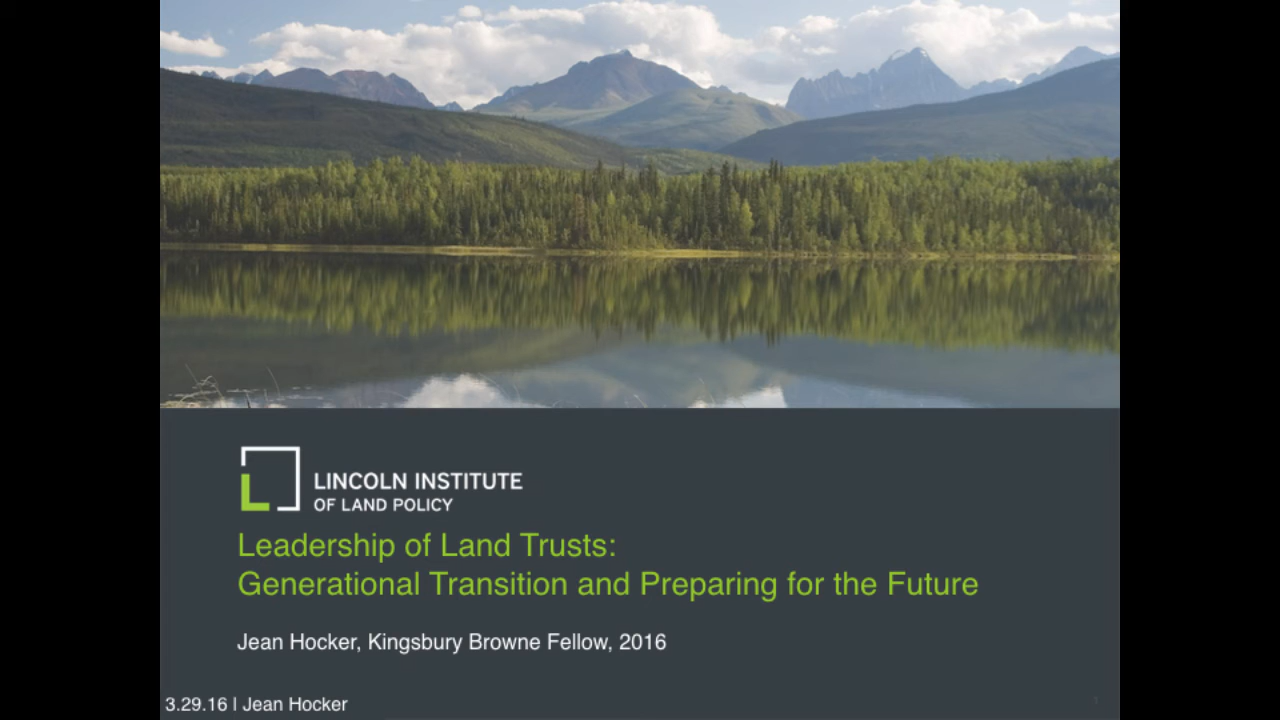 LINCOLN INSTITUTE
OF LAND POLICY
Leadership of Land Trusts:
Generational Transition and Preparing for the Future
Jean Hocker, Kingsbury Browne Fellow, 2016
3.29.16 | Jean Hocker
1